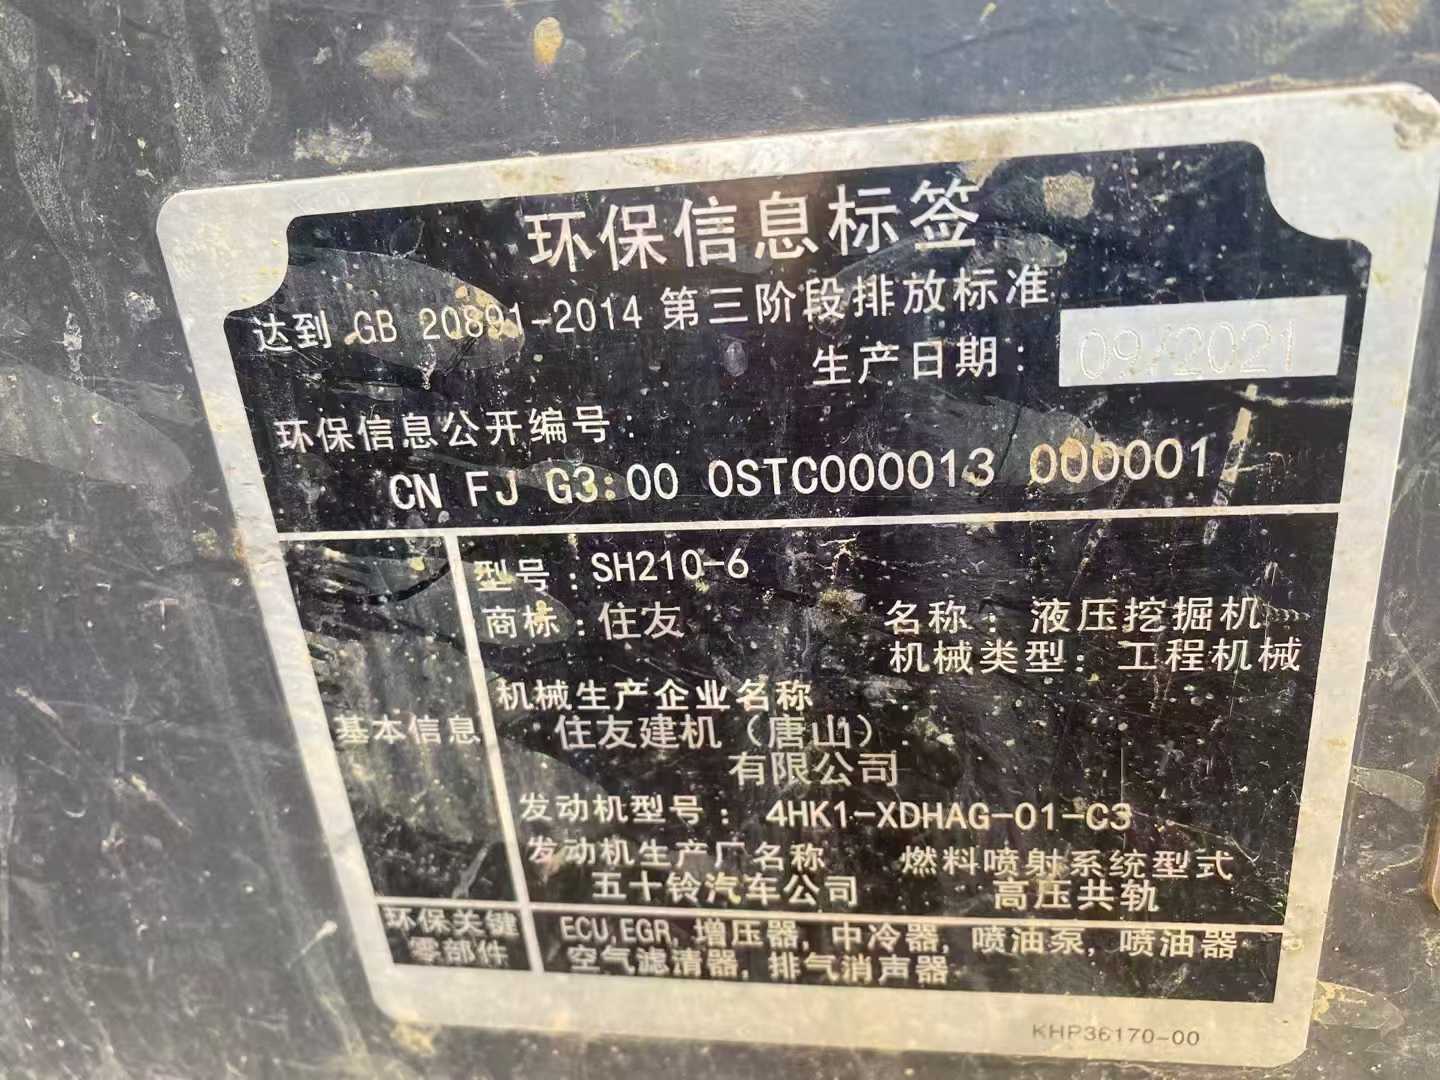 环保信息标签
达到 GB 20891-2014 第三阶段排放标准
生产日期: 09/2021
环保信息公开编号:
CN FJ G3:00 0STC000013 000001
基本信息
型号: SH210-6
商标: 住友 名称: 液压挖掘机
机械类型: 工程机械
机械生产企业名称
住友建机(唐山)
有限公司
发动机型号: 4HK1-XDHAG-01-C3
发动机生产厂名称 燃料喷射系统型式
五十铃汽车公司 高压共轨
环保关键
零部件
ECU,EGR,增压器,中冷器,喷油泵,喷油器
空气滤清器,排气消声器
KHP36170-00